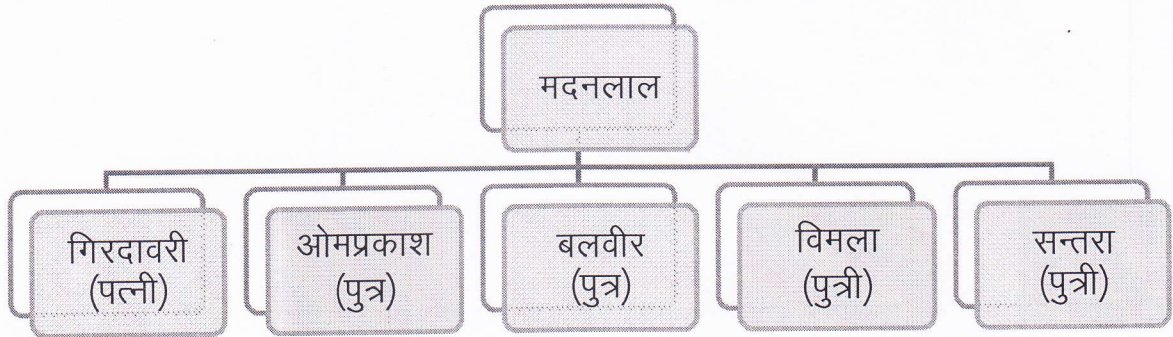 मदनलाल
गिरदावरी
(पत्नी)
ओमप्रकाश
(पुत्र)
बलवीर
(पुत्र)
विमला
(पुत्री)
सन्तरा
(पुत्री)